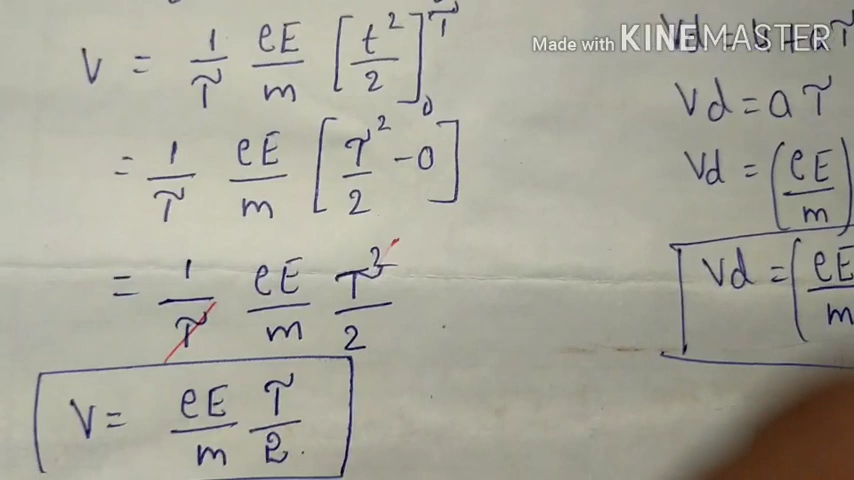 V = 1/τ eE/m [t²/2]₀^τ
= 1/τ eE/m [τ²/2 - 0]
= 1/τ eE/m τ²/2
V = eE/m τ/2
Made with KINEMASTER
Vd = aτ
Vd = (eE/m)
Vd = (eE/m